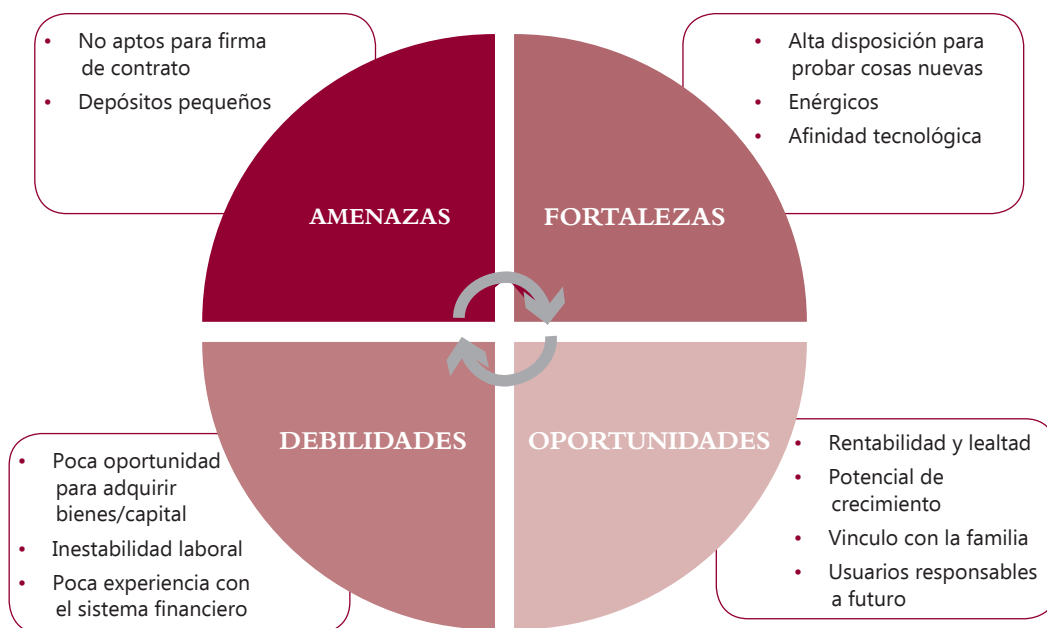 • No aptos para firma
de contrato
• Depósitos pequeños
AMENAZAS
• Alta disposición para
probar cosas nuevas
• Enérgicos
• Afinidad tecnológica
FORTALEZAS
• Poca oportunidad
para adquirir
bienes/capital
• Inestabilidad laboral
• Poca experiencia con
el sistema financiero
DEBILIDADES
OPORTUNIDADES
• Rentabilidad y lealtad
• Potencial de
crecimiento
• Vinculo con la familia
• Usuarios responsables
a futuro